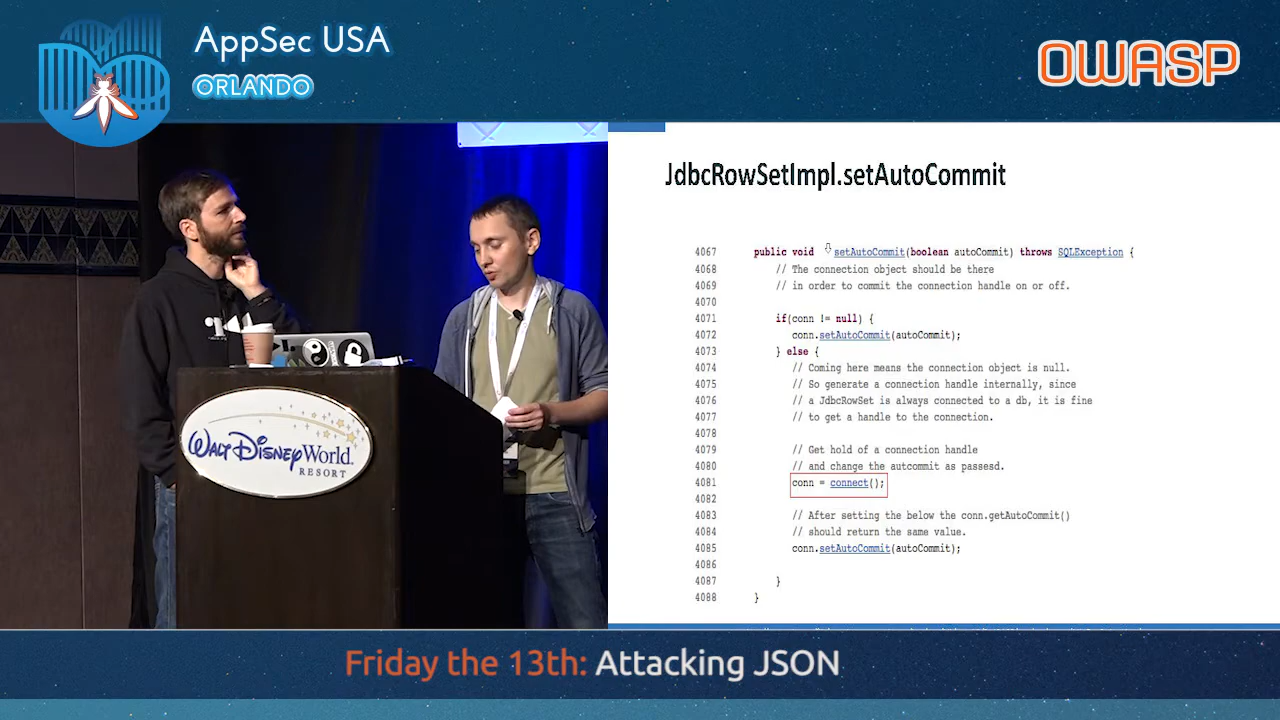 AppSec USA
ORLANDO
OWASP
WALT DISNEY World.
RESORT
JdbcRowSetImpl.setAutoCommit
4067 public void setAutoCommit(boolean autoCommit) throws SQLException {
4068 // The connection object should be there
4069 // in order to commit the connection handle on or off.
4070
4071 if(conn != null) {
4072 conn.setAutoCommit(autoCommit);
4073 } else {
4074 // Coming here means the connection object is null.
4075 // So generate a connection handle internally, since
4076 // a JdbcRowSet is always connected to a db, it is fine
4077 // to get a handle to the connection.
4078
4079 // Get hold of a connection handle
4080 // and change the autcommit as passesd.
4081 conn = connect();
4082
4083 // After setting the below the conn.getAutoCommit()
4084 // should return the same value.
4085 conn.setAutoCommit(autoCommit);
4086
4087 }
4088 }
Friday the 13th: Attacking JSON